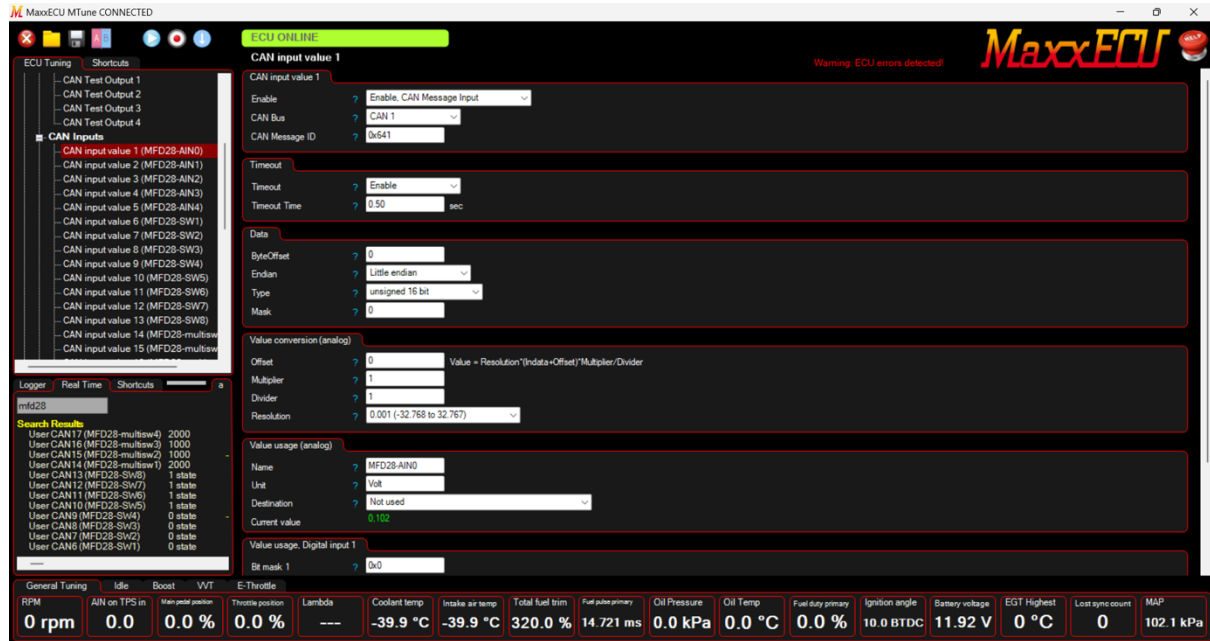 MaxxECU MTune CONNECTED
ECU ONLINE
CAN input value 1
Warning: ECU errors detected!
MaxxECU
HELP
ECU Tuning Shortcuts
CAN Test Output 1
CAN Test Output 2
CAN Test Output 3
CAN Test Output 4
CAN Inputs
CAN input value 1 (MFD28-AIN0)
CAN input value 2 (MFD28-AIN1)
CAN input value 3 (MFD28-AIN2)
CAN input value 4 (MFD28-AIN3)
CAN input value 5 (MFD28-AIN4)
CAN input value 6 (MFD28-SW1)
CAN input value 7 (MFD28-SW2)
CAN input value 8 (MFD28-SW3)
CAN input value 9 (MFD28-SW4)
CAN input value 10 (MFD28-SW5)
CAN input value 11 (MFD28-SW6)
CAN input value 12 (MFD28-SW7)
CAN input value 13 (MFD28-SW8)
CAN input value 14 (MFD28-multisw
CAN input value 15 (MFD28-multisw
Logger Real Time Shortcuts a
mfd28
Search Results
User CAN17 (MFD28-multisw4) 2000
User CAN16 (MFD28-multisw3) 1000
User CAN15 (MFD28-multisw2) 1000
User CAN14 (MFD28-multisw1) 2000
User CAN13 (MFD28-SW8) 1 state
User CAN12 (MFD28-SW7) 1 state
User CAN11 (MFD28-SW6) 1 state
User CAN10 (MFD28-SW5) 1 state
User CAN9 (MFD28-SW4) 0 state
User CAN8 (MFD28-SW3) 0 state
User CAN7 (MFD28-SW2) 0 state
User CAN6 (MFD28-SW1) 0 state
CAN input value 1
Enable ? Enable, CAN Message Input
CAN Bus ? CAN 1
CAN Message ID ? 0x641
Timeout
Timeout ? Enable
Timeout Time ? 0.50 sec
Data
ByteOffset ? 0
Endian ? Little endian
Type ? unsigned 16 bit
Mask ? 0
Value conversion (analog)
Offset ? 0 Value = Resolution*(Indata+Offset)*Multiplier/Divider
Multiplier ? 1
Divider ? 1
Resolution ? 0.001 (-32.768 to 32.767)
Value usage (analog)
Name ? MFD28-AIN0
Unit ? Volt
Destination ? Not used
Current value 0,102
Value usage, Digital input 1
Bit mask 1 ? 0x0
General Tuning Idle Boost VVT E-Throttle
RPM AIN on TPS in Main pedal position Throttle position Lambda Coolant temp Intake air temp Total fuel trim Fuel pulse primary Oil Pressure Oil Temp Fuel duty primary Ignition angle Battery voltage EGT Highest Lost sync count MAP
0 rpm 0.0 0.0 % 0.0 % --- -39.9 °C -39.9 °C 320.0 % 14.721 ms 0.0 kPa 0.0 °C 0.0 % 10.0 BTDC 11.92 V 0 °C 0 102.1 kPa